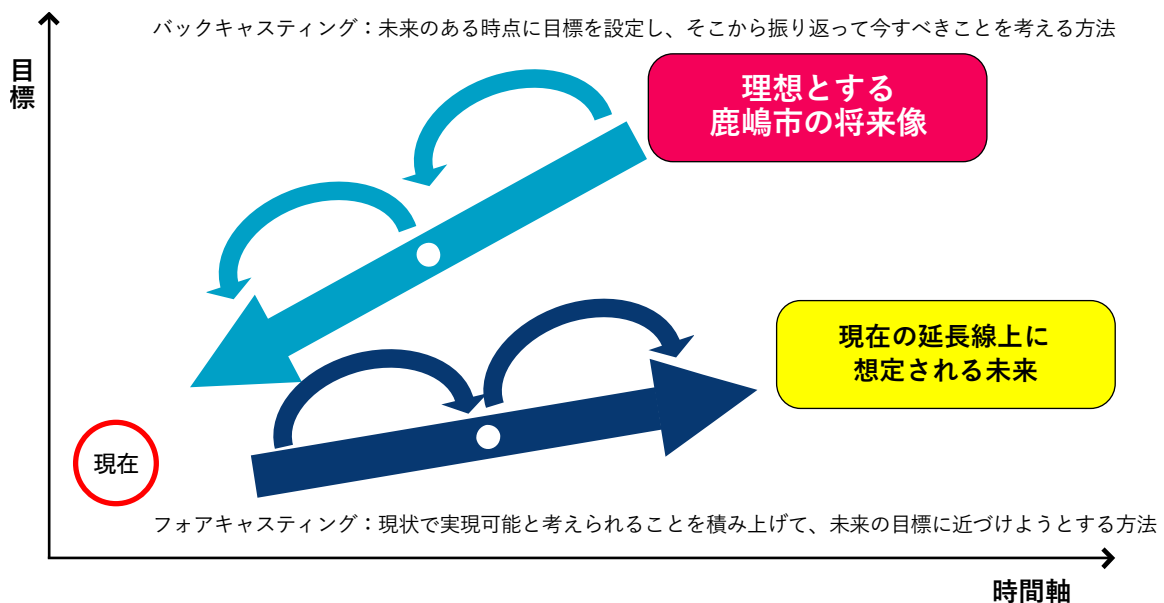 バックキャスティング：未来のある時点に目標を設定し、そこから振り返って今すべきことを考える方法
目標
理想とする
鹿嶋市の将来像
現在の延長線上に
想定される未来
現在
フォアキャスティング：現状で実現可能と考えられることを積み上げて、未来の目標に近づけようとする方法
時間軸